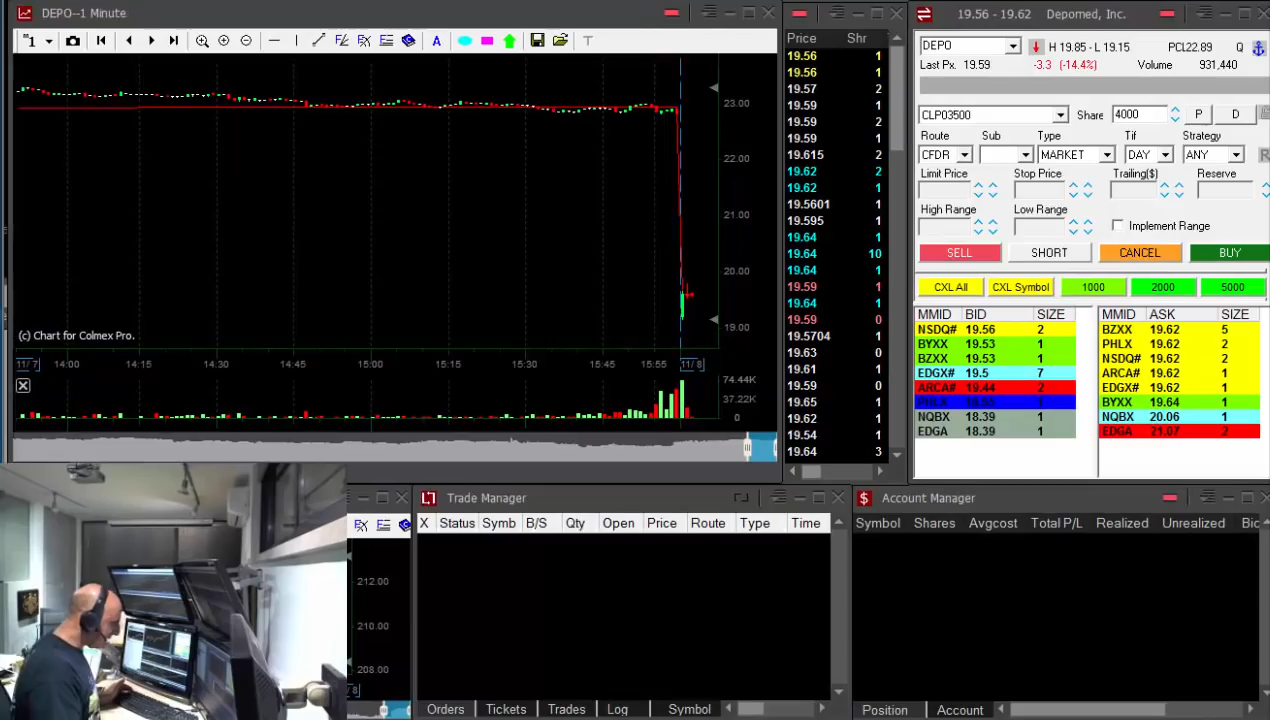 DEPO--1 Minute
1
A
T
23.00
22.00
21.00
20.00
19.00
(c) Chart for Colmex Pro.
11/ 7 14:00 14:15 14:30 14:45 15:00 15:15 15:30 15:45 15:55 11/ 8
74.44K
37.22K
0
Price Shr
19.56 1
19.56 1
19.57 2
19.59 1
19.59 2
19.59 1
19.615 2
19.62 2
19.62 1
19.5601 1
19.595 1
19.64 1
19.64 10
19.64 1
19.59 1
19.64 1
19.59 0
19.5704 1
19.63 0
19.61 1
19.59 0
19.65 1
19.62 1
19.54 1
19.64 3
19.56 - 19.62 Depomed, Inc.
DEPO H 19.85 - L 19.15 PCL22.89 Q
Last Px. 19.59 -3.3 (-14.4%) Volume 931,440
CLP03500 Share 4000 P D
Route Sub Type Tif Strategy
CFDR MARKET DAY ANY
Limit Price Stop Price Trailing($) Reserve
High Range Low Range
Implement Range
SELL SHORT CANCEL BUY
CXL All CXL Symbol 1000 2000 5000
MMID BID SIZE MMID ASK SIZE
NSDQ# 19.56 2 BZXX 19.62 5
BYXX 19.53 1 PHLX 19.62 2
BZXX 19.53 1 NSDQ# 19.62 2
EDGX# 19.5 7 ARCA# 19.62 1
ARCA# 19.44 2 EDGX# 19.62 1
PHLX 18.55 1 BYXX 19.64 1
NQBX 18.39 1 NQBX 20.06 1
EDGA 18.39 1 EDGA 21.07 2
212.00
210.00
208.00
/ 8
Trade Manager
X Status Symb B/S Qty Open Price Route Type Time
Orders Tickets Trades Log Symbol
Account Manager
Symbol Shares Avgcost Total P/L Realized Unrealized Bid
Position Account